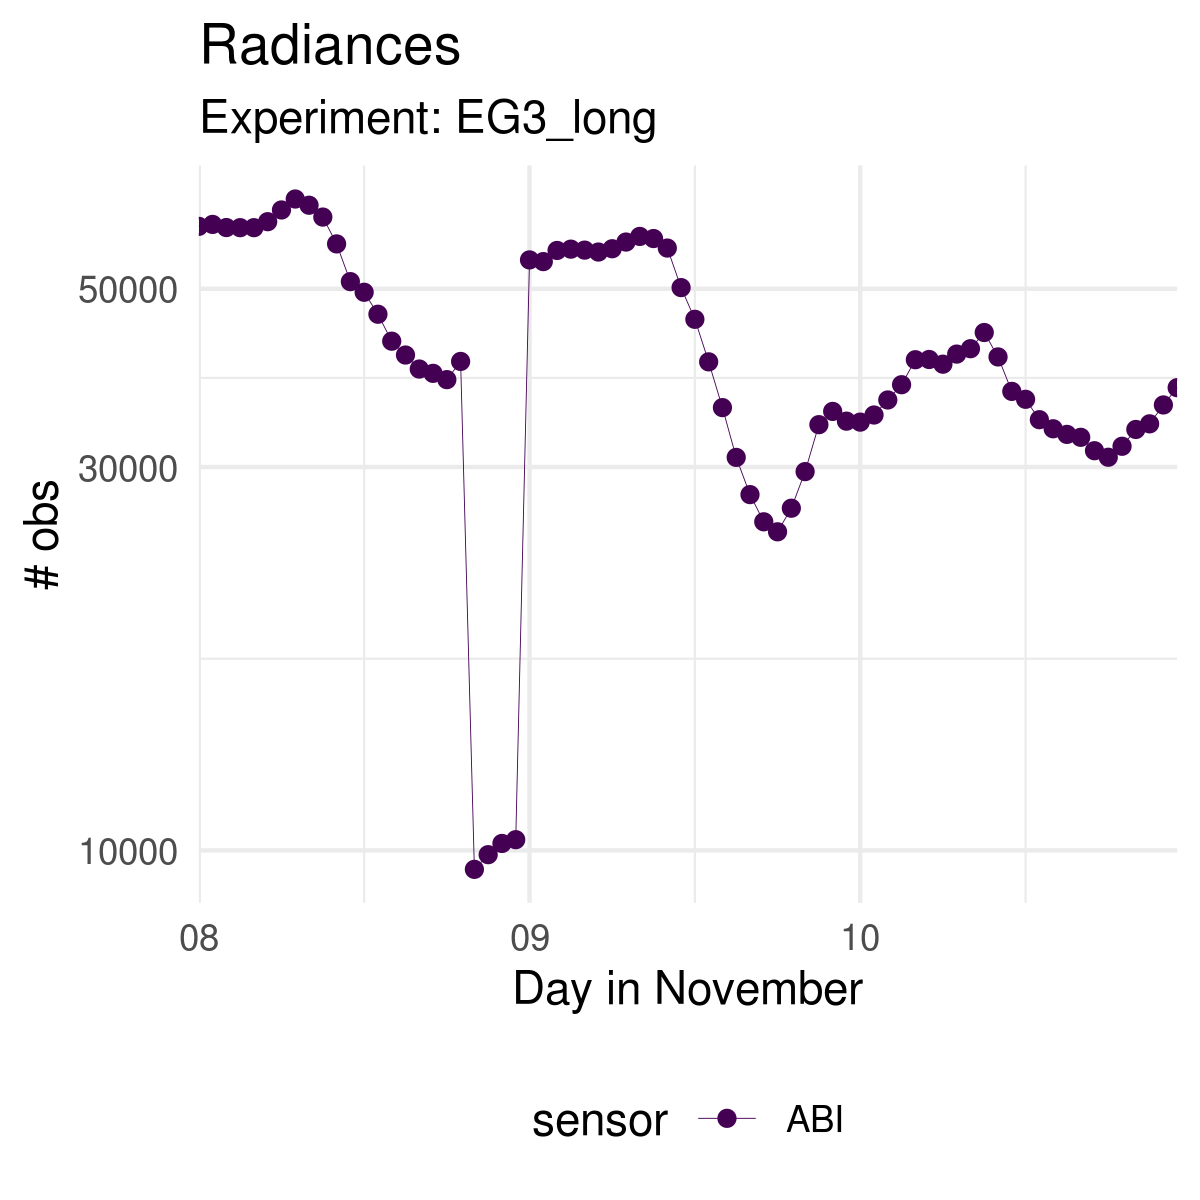 Radiances
Experiment: EG3_long
50000
30000
10000
# obs
08 09 10
Day in November
sensor ABI